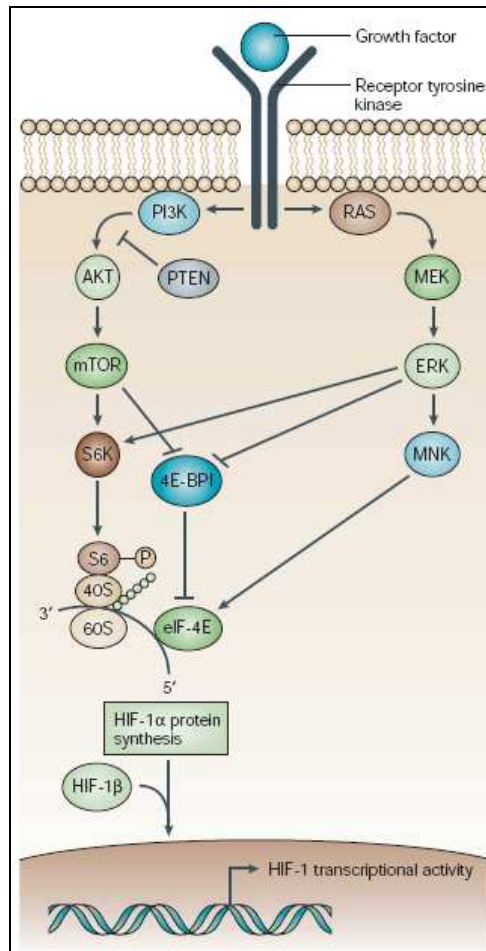 Growth factor
Receptor tyrosine
kinase
PI3K
RAS
AKT
PTEN
MEK
mTOR
ERK
S6K
4E-BPI
MNK
S6
P
40S
3′
60S
eIF-4E
5′
HIF-1α protein
synthesis
HIF-1β
HIF-1 transcriptional activity